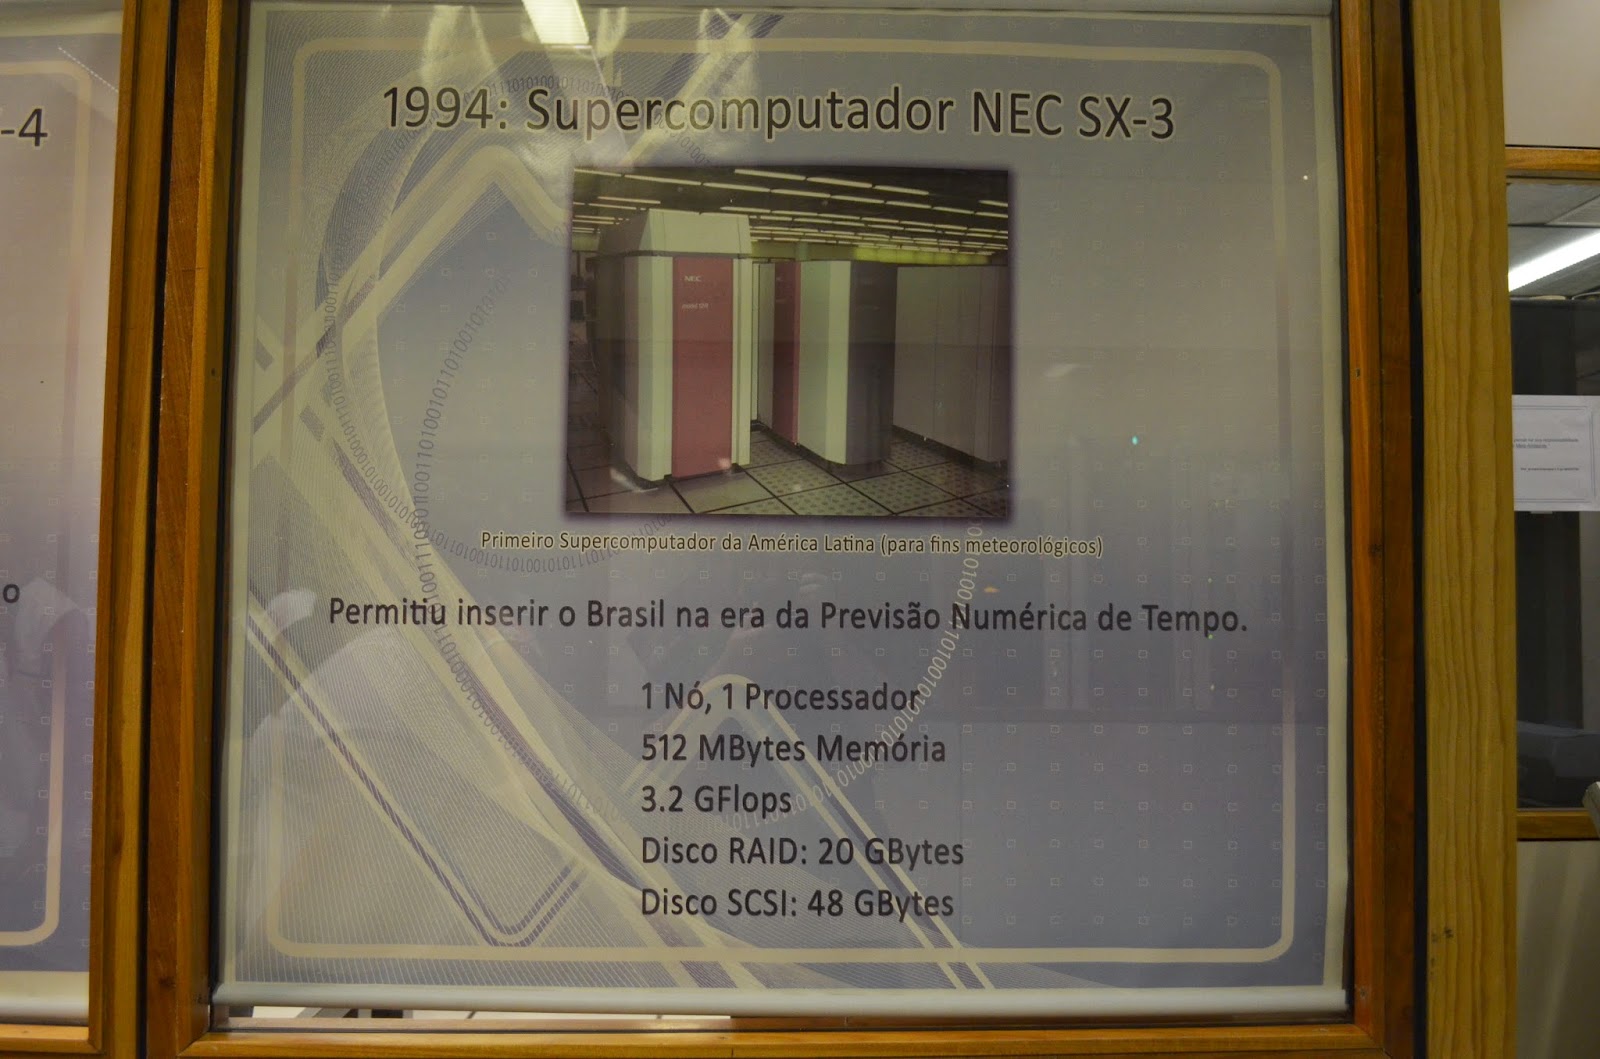 1994: Supercomputador NEC SX-3
NEC
Primeiro Supercomputador da América Latina (para fins meteorológicos)
Permitiu inserir o Brasil na era da Previsão Numérica de Tempo.
1 Nó, 1 Processador
512 MBytes Memória
3.2 GFlops
Disco RAID: 20 GBytes
Disco SCSI: 48 GBytes
-4
o